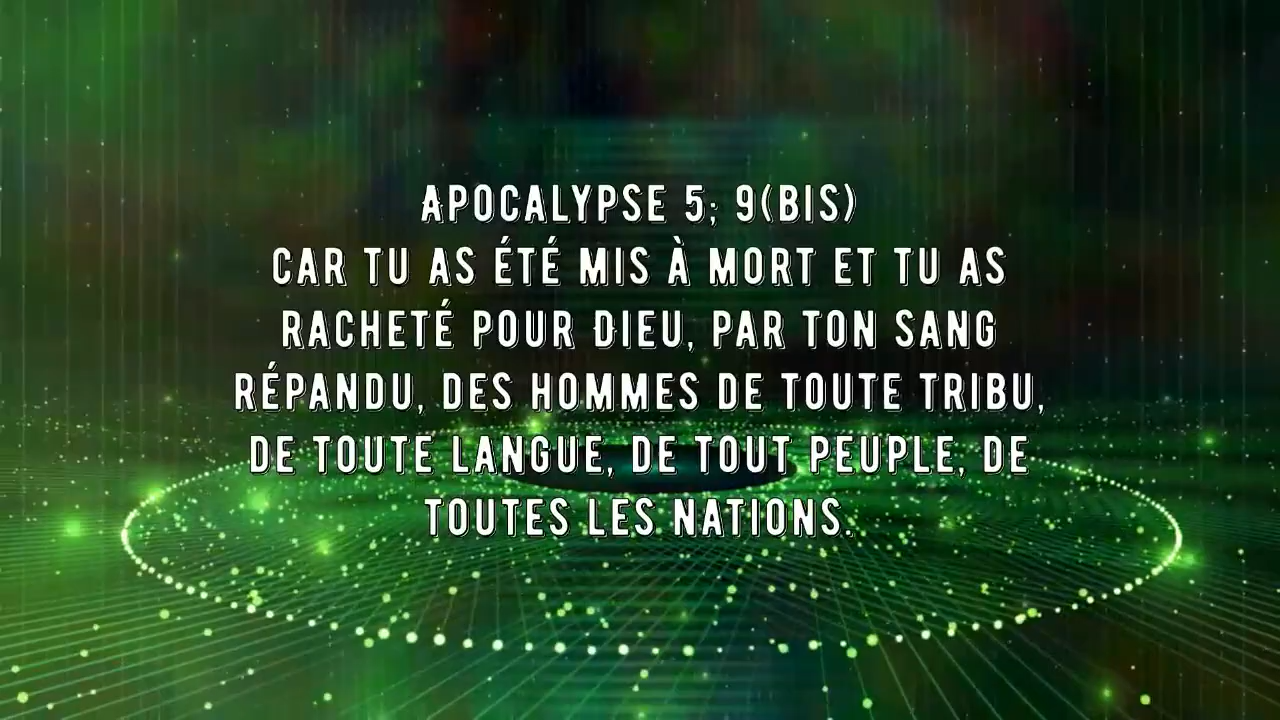 APOCALYPSE 5; 9(BIS)
CAR TU AS ÉTÉ MIS À MORT ET TU AS
RACHETÉ POUR DIEU, PAR TON SANG
RÉPANDU, DES HOMMES DE TOUTE TRIBU,
DE TOUTE LANGUE, DE TOUT PEUPLE, DE
TOUTES LES NATIONS.